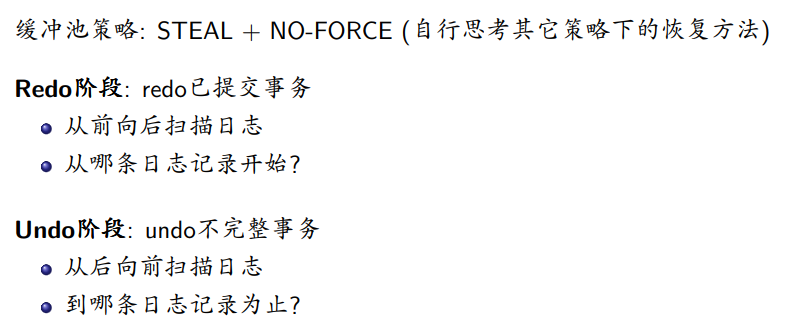 缓冲池策略: STEAL + NO-FORCE (自行思考其它策略下的恢复方法)
Redo阶段: redo已提交事务
从前向后扫描日志
从哪条日志记录开始?
Undo阶段: undo不完整事务
从后向前扫描日志
到哪条日志记录为止?